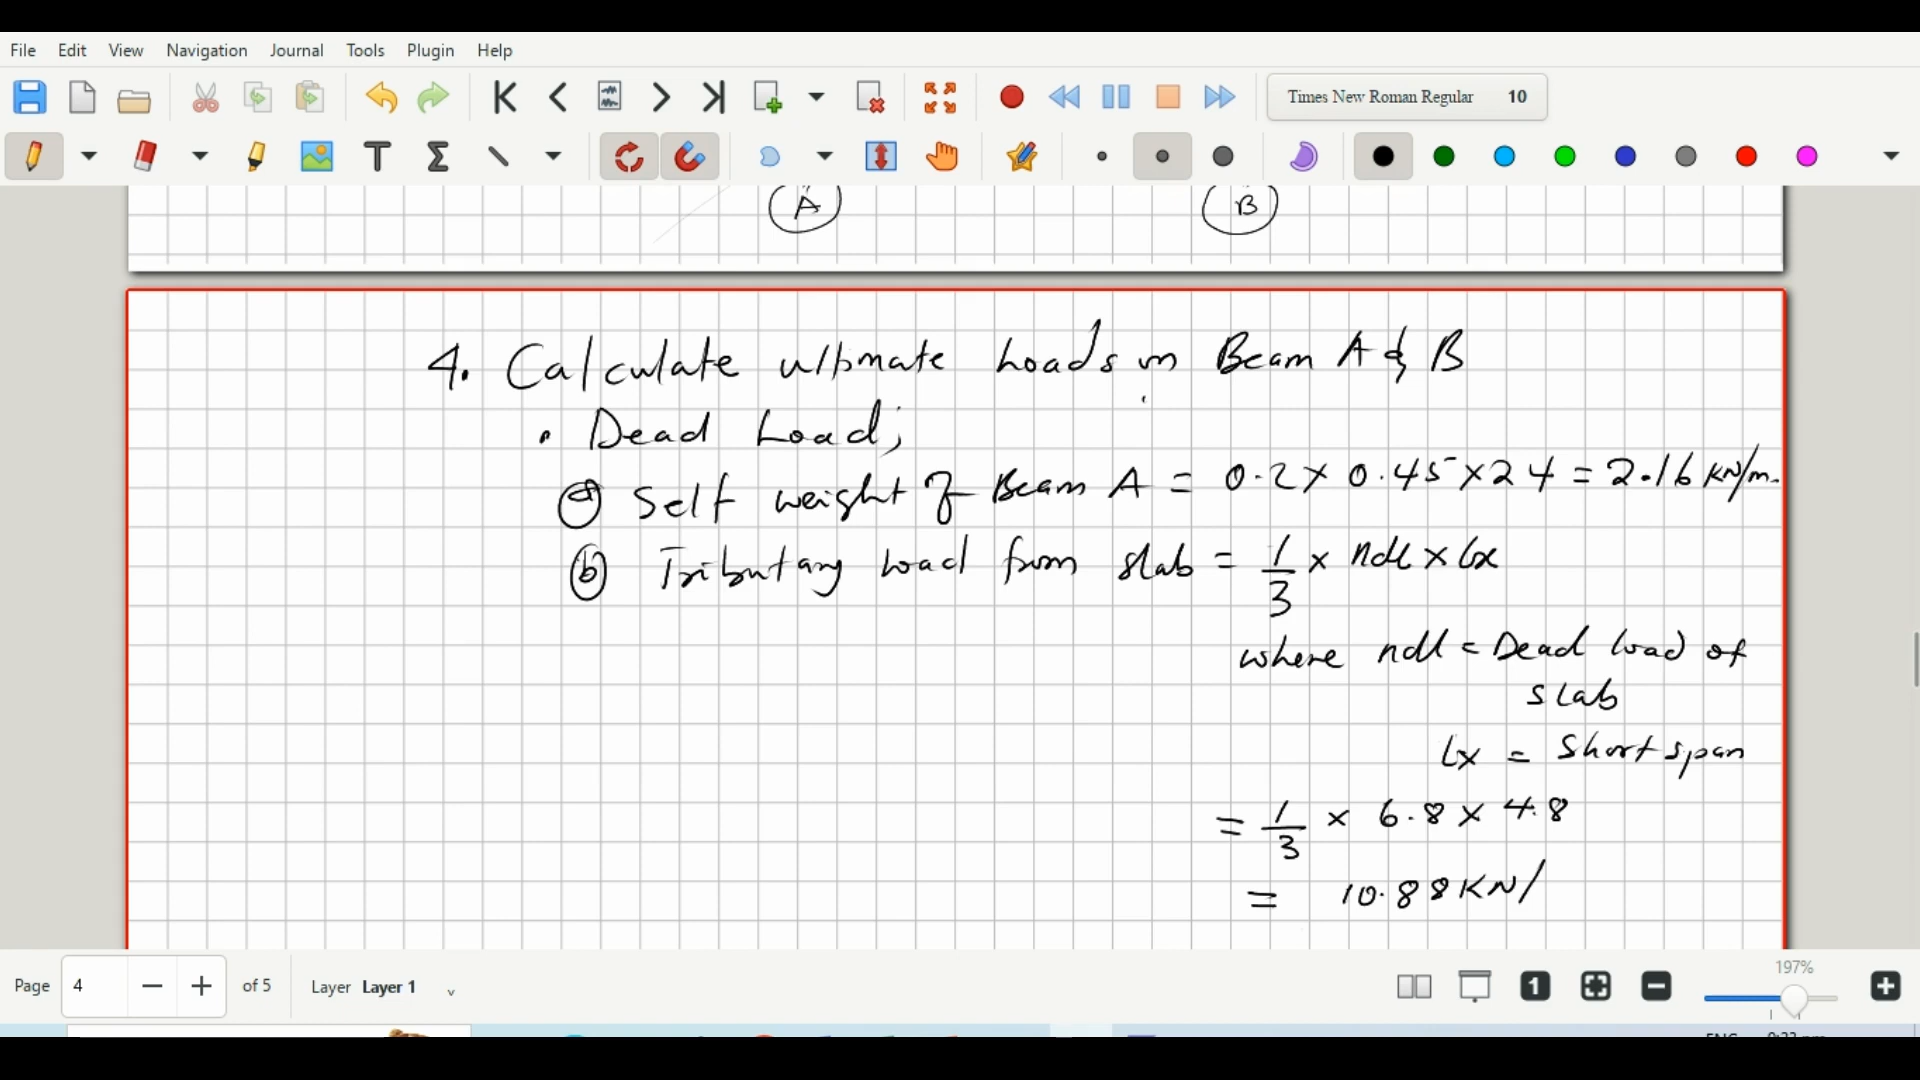 File Edit View Navigation Journal Tools Plugin Help
Times New Roman Regular 10
A B
4. Calculate ultimate Loads in Beam A & B
• Dead Load;
(a) Self weight of Beam A = 0.2 × 0.45 × 24 = 2.16 KN/m.
(b) Tributary Load from slab = 1/3 × ndl × Lx
where ndl = Dead load of
slab
Lx = Short span
= 1/3 × 6.8 × 4.8
= 10.88 KN/
197%
Page 4 of 5 Layer Layer 1